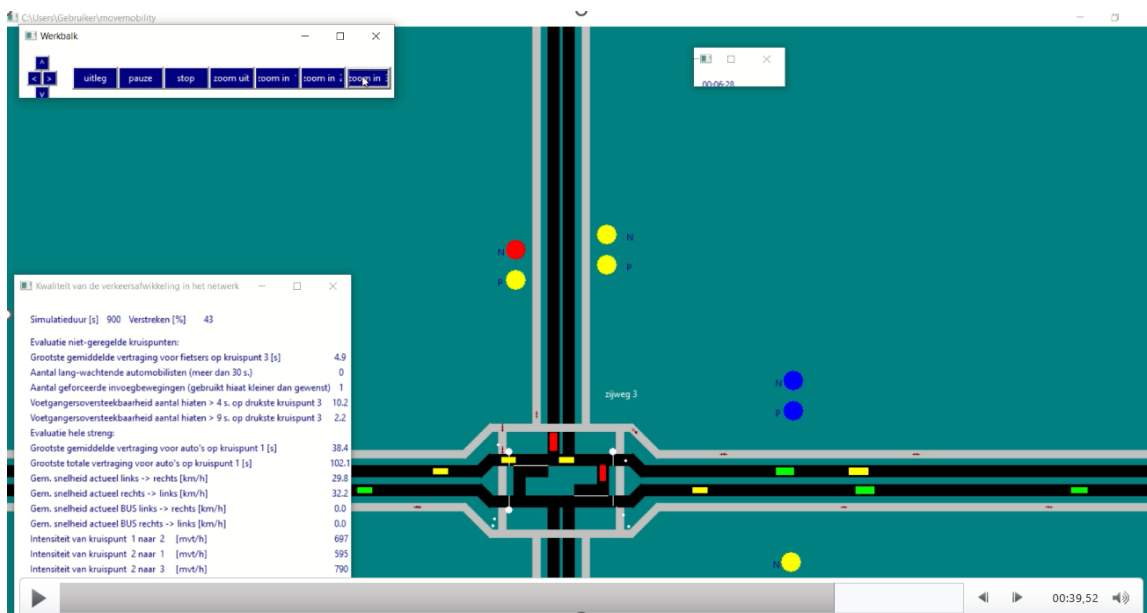 C:\Users\Gebruiker\movemobility
Werkbalk
^
< >
v
uitleg pauze stop zoom uit zoom in zoom in 2 zoom in 3
00:06:28
N
N
P
P
Kwaliteit van de verkeersafwikkeling in het netwerk
Simulatieduur [s] 900 Verstreken [%] 43
Evaluatie niet-geregelde kruispunten:
Grootste gemiddelde vertraging voor fietsers op kruispunt 3 [s] 4.9
Aantal lang-wachtende automobilisten (meer dan 30 s.) 0
Aantal geforceerde invoegbewegingen (gebruikt hiaat kleiner dan gewenst) 1
Voetgangersoversteekbaarheid aantal hiaten > 4 s. op drukste kruispunt 3 10.2
Voetgangersoversteekbaarheid aantal hiaten > 9 s. op drukste kruispunt 3 2.2
Evaluatie hele streng:
Grootste gemiddelde vertraging voor auto's op kruispunt 1 [s] 38.4
Grootste totale vertraging voor auto's op kruispunt 1 [s] 102.1
Gem. snelheid actueel links -> rechts [km/h] 29.8
Gem. snelheid actueel rechts -> links [km/h] 32.2
Gem. snelheid actueel BUS links -> rechts [km/h] 0.0
Gem. snelheid actueel BUS rechts -> links [km/h] 0.0
Intensiteit van kruispunt 1 naar 2 [mvt/h] 697
Intensiteit van kruispunt 2 naar 1 [mvt/h] 595
Intensiteit van kruispunt 2 naar 3 [mvt/h] 790
zijweg 3
N
P
N
00:39,52